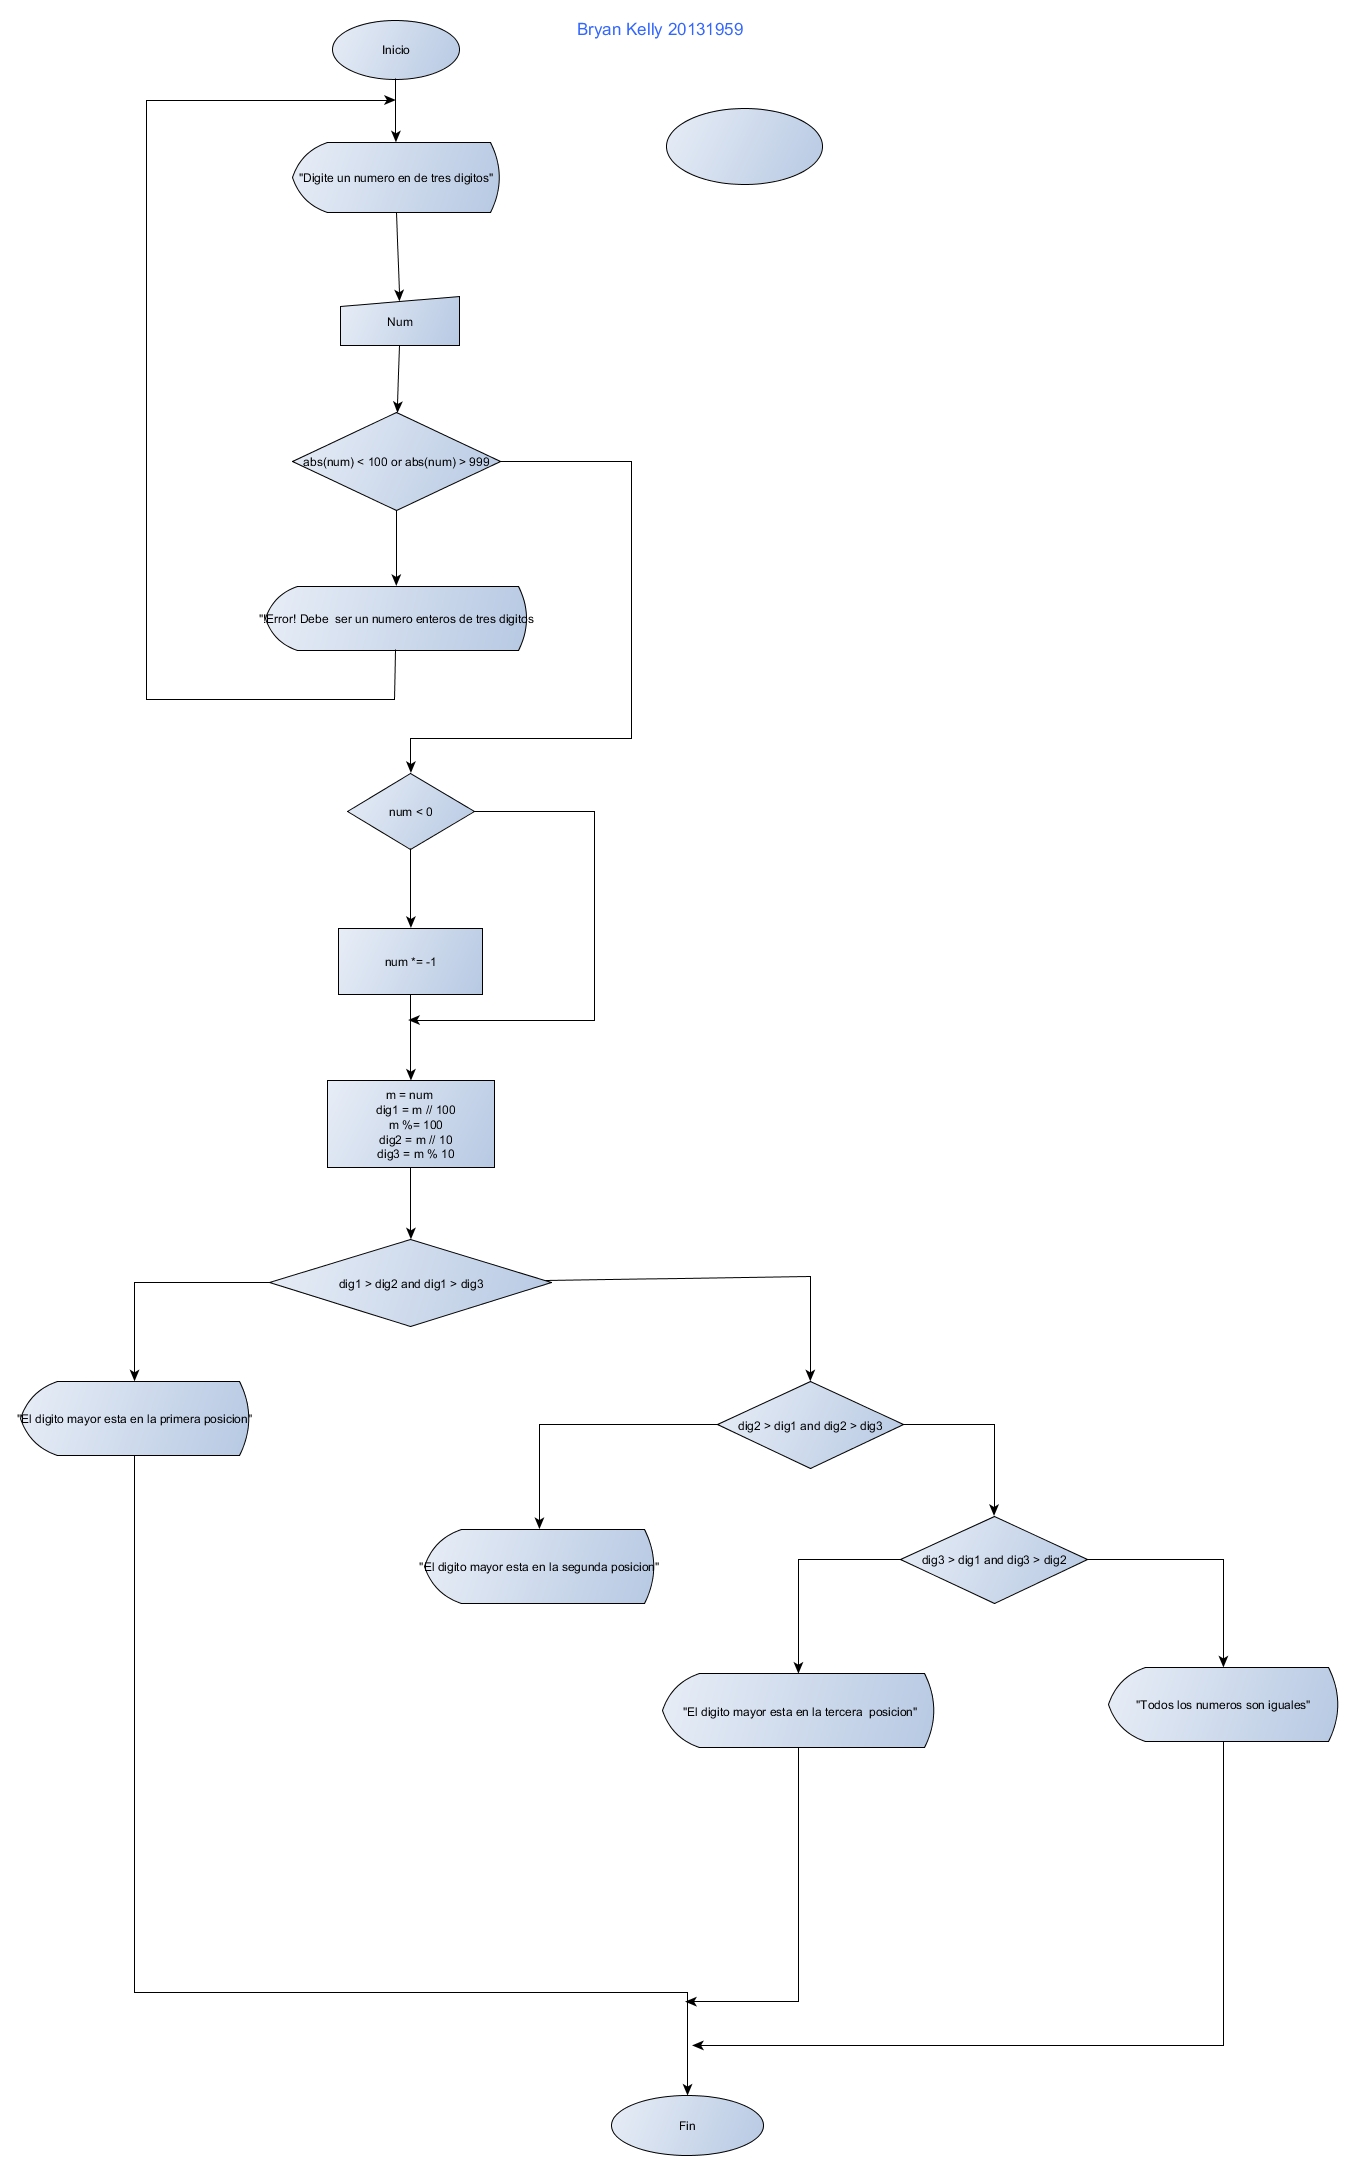 Bryan Kelly 20131959
Inicio
"Digite un numero en de tres digitos"
Num
abs(num) < 100 or abs(num) > 999
"!Error! Debe  ser un numero enteros de tres digitos
num < 0
num *= -1
m = num
dig1 = m // 100
m %= 100
dig2 = m // 10
dig3 = m % 10
dig1 > dig2 and dig1 > dig3
"El digito mayor esta en la primera posicion"
dig2 > dig1 and dig2 > dig3
"El digito mayor esta en la segunda posicion"
dig3 > dig1 and dig3 > dig2
"El digito mayor esta en la tercera  posicion"
"Todos los numeros son iguales"
Fin